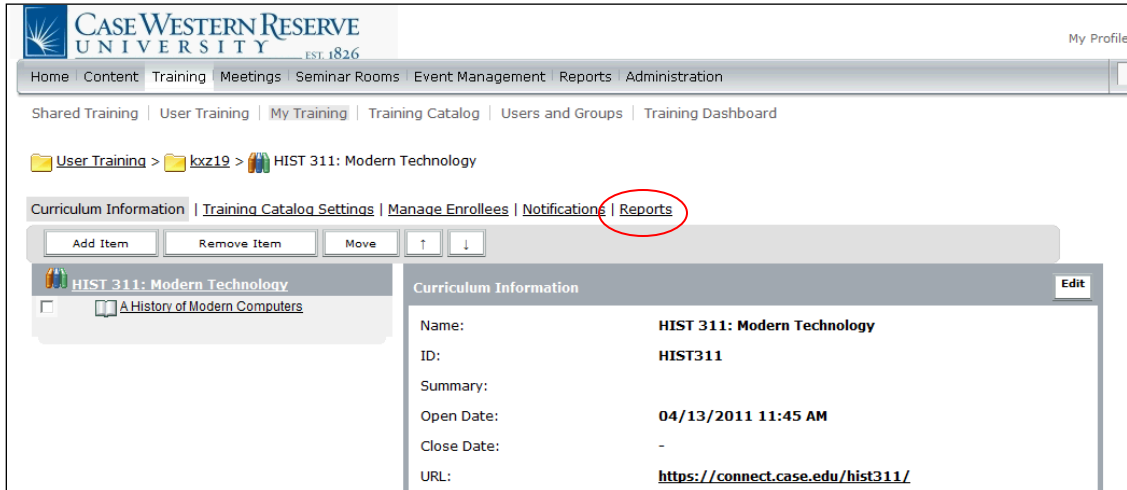 CASE WESTERN RESERVE
UNIVERSITY EST. 1826
My Profile
Home Content Training Meetings Seminar Rooms Event Management Reports Administration
Shared Training | User Training | My Training | Training Catalog | Users and Groups | Training Dashboard
User Training > kxz19 > HIST 311: Modern Technology
Curriculum Information | Training Catalog Settings | Manage Enrollees | Notifications | Reports
Add Item Remove Item Move ↑ ↓
HIST 311: Modern Technology
A History of Modern Computers
Curriculum Information Edit
Name: HIST 311: Modern Technology
ID: HIST311
Summary:
Open Date: 04/13/2011 11:45 AM
Close Date: -
URL: https://connect.case.edu/hist311/